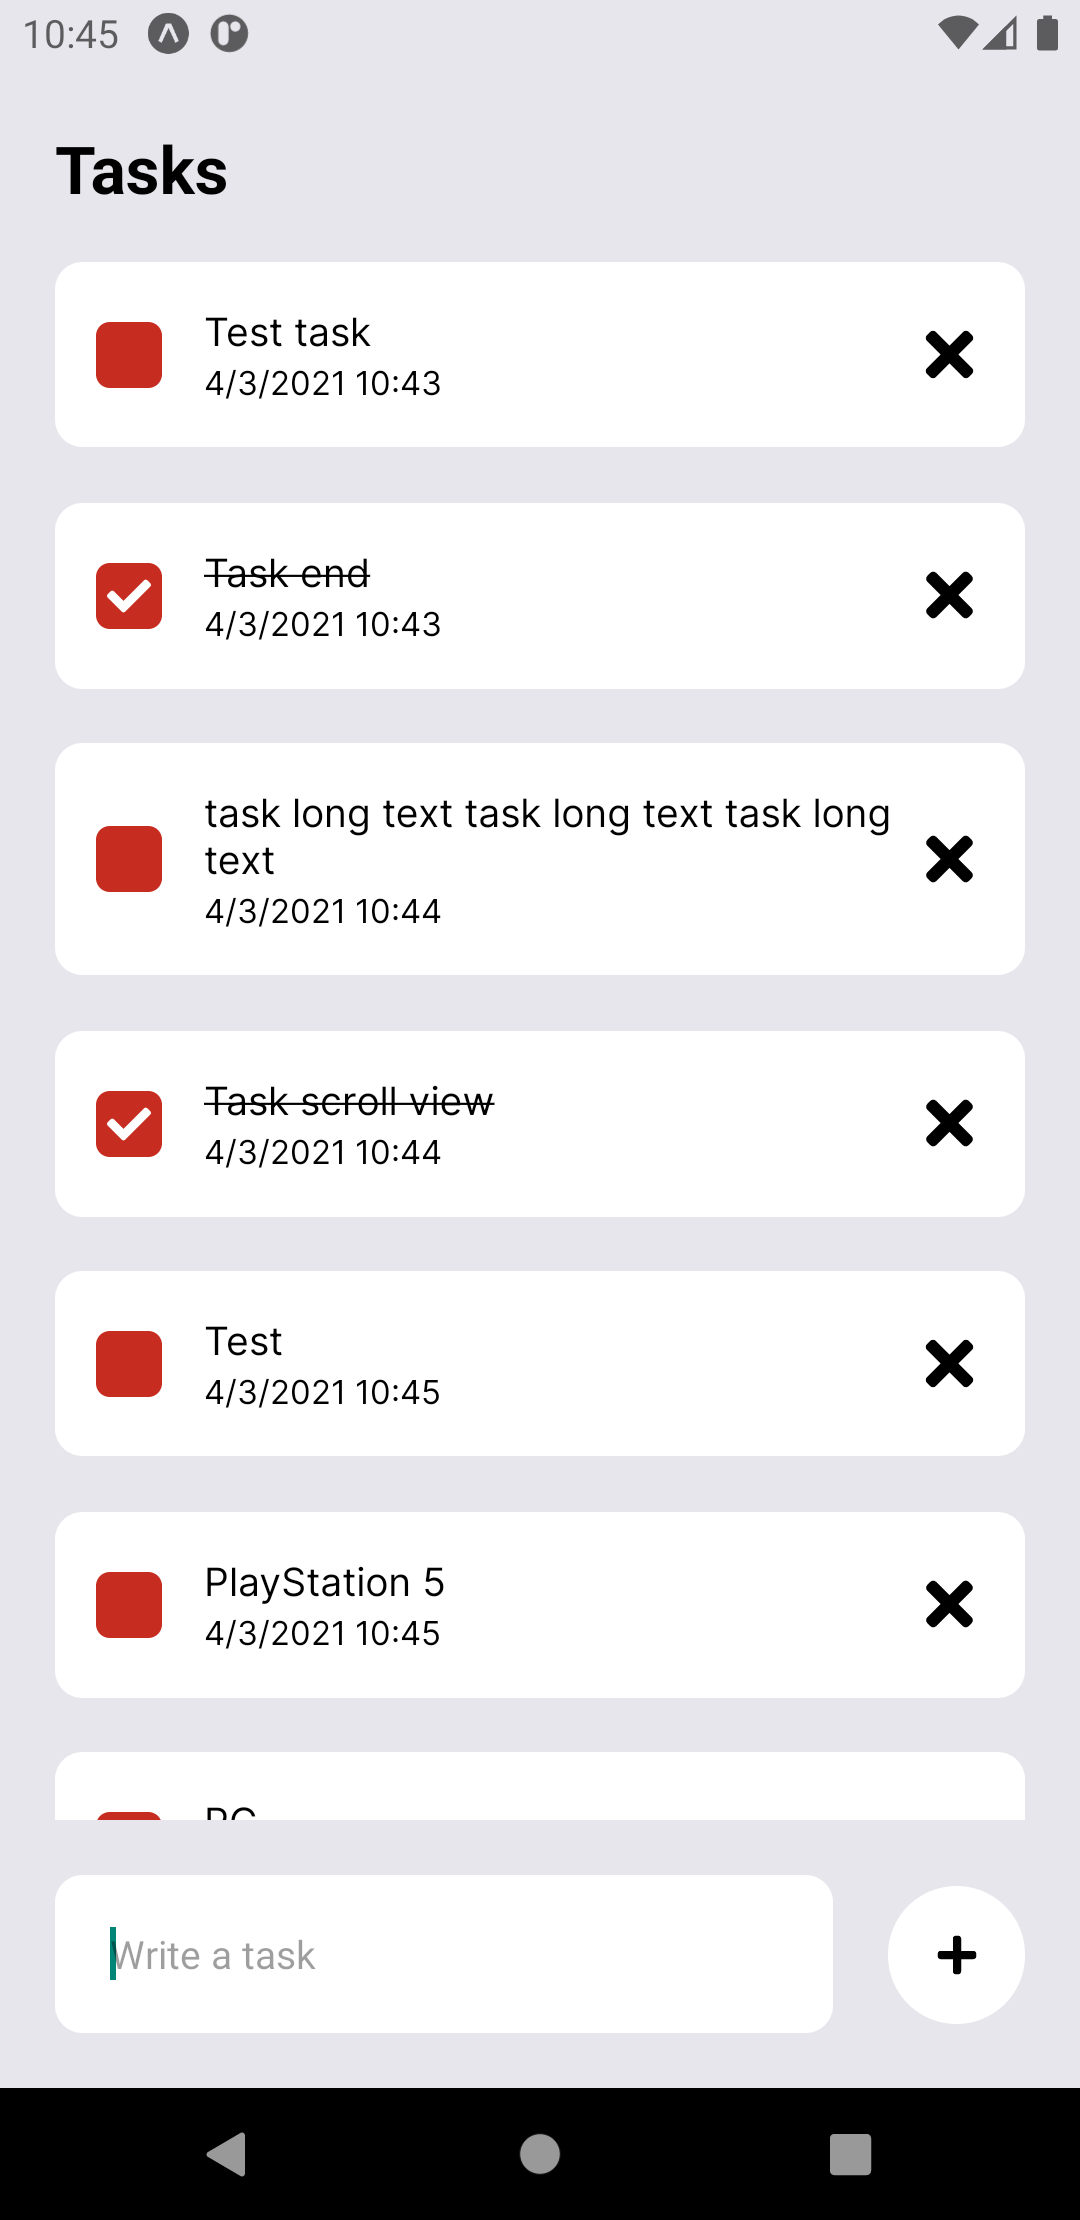 10:45
Tasks
Test task
4/3/2021 10:43
Task end
4/3/2021 10:43
task long text task long text task long
text
4/3/2021 10:44
Task scroll view
4/3/2021 10:44
Test
4/3/2021 10:45
PlayStation 5
4/3/2021 10:45
Write a task